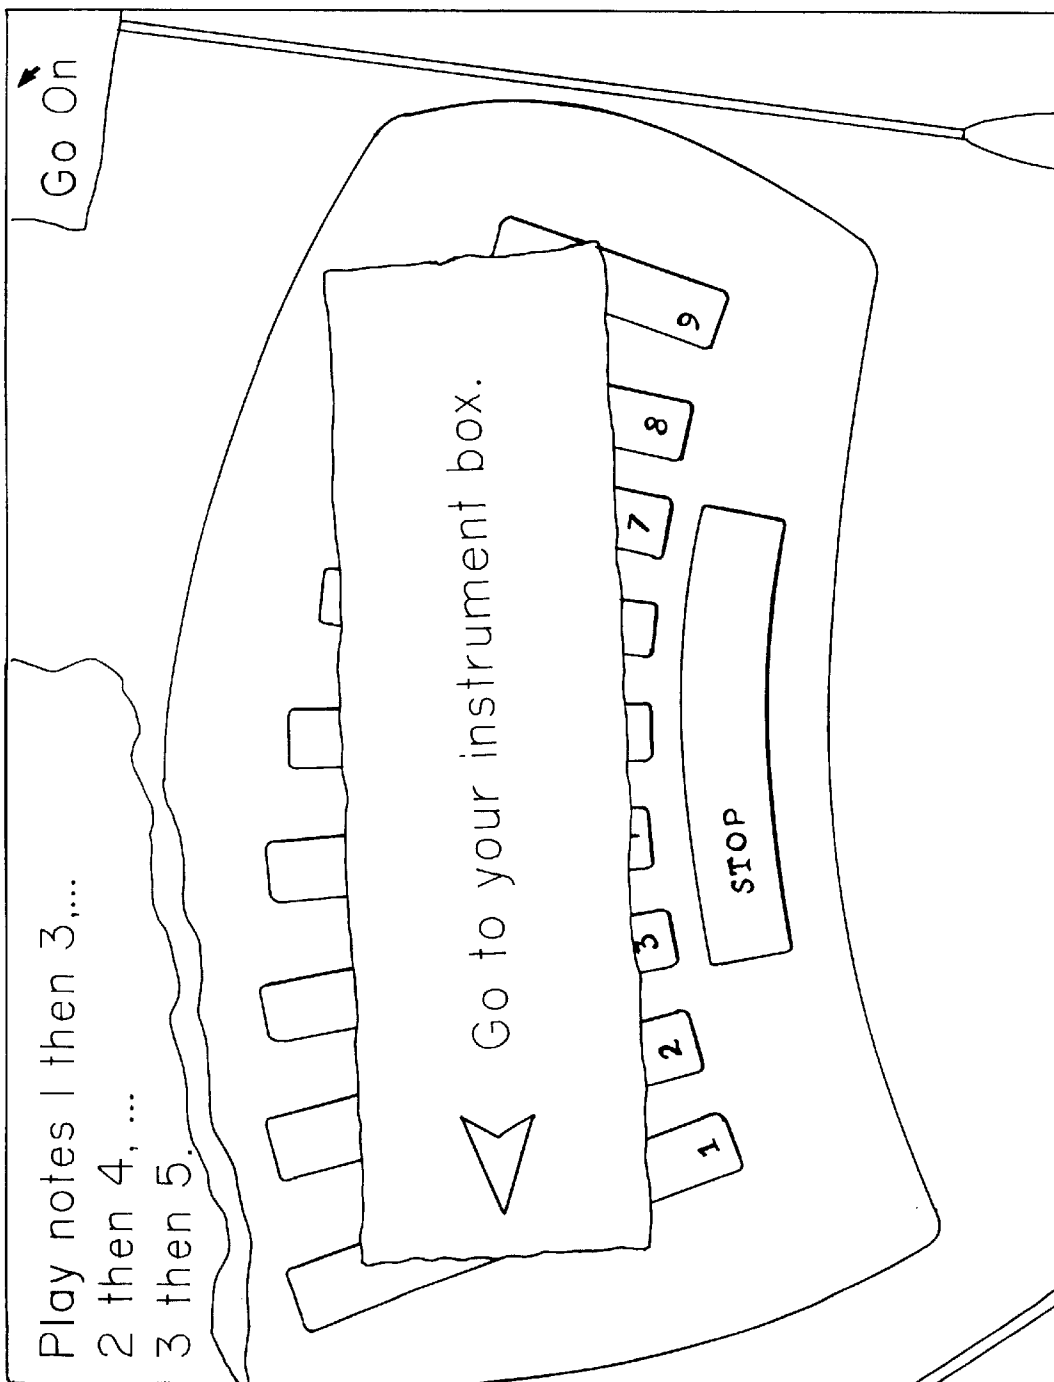 Play notes 1 then 3,...
2 then 4, ...
3 then 5.
Go On
Go to your instrument box.
1
2
3
7
8
9
STOP